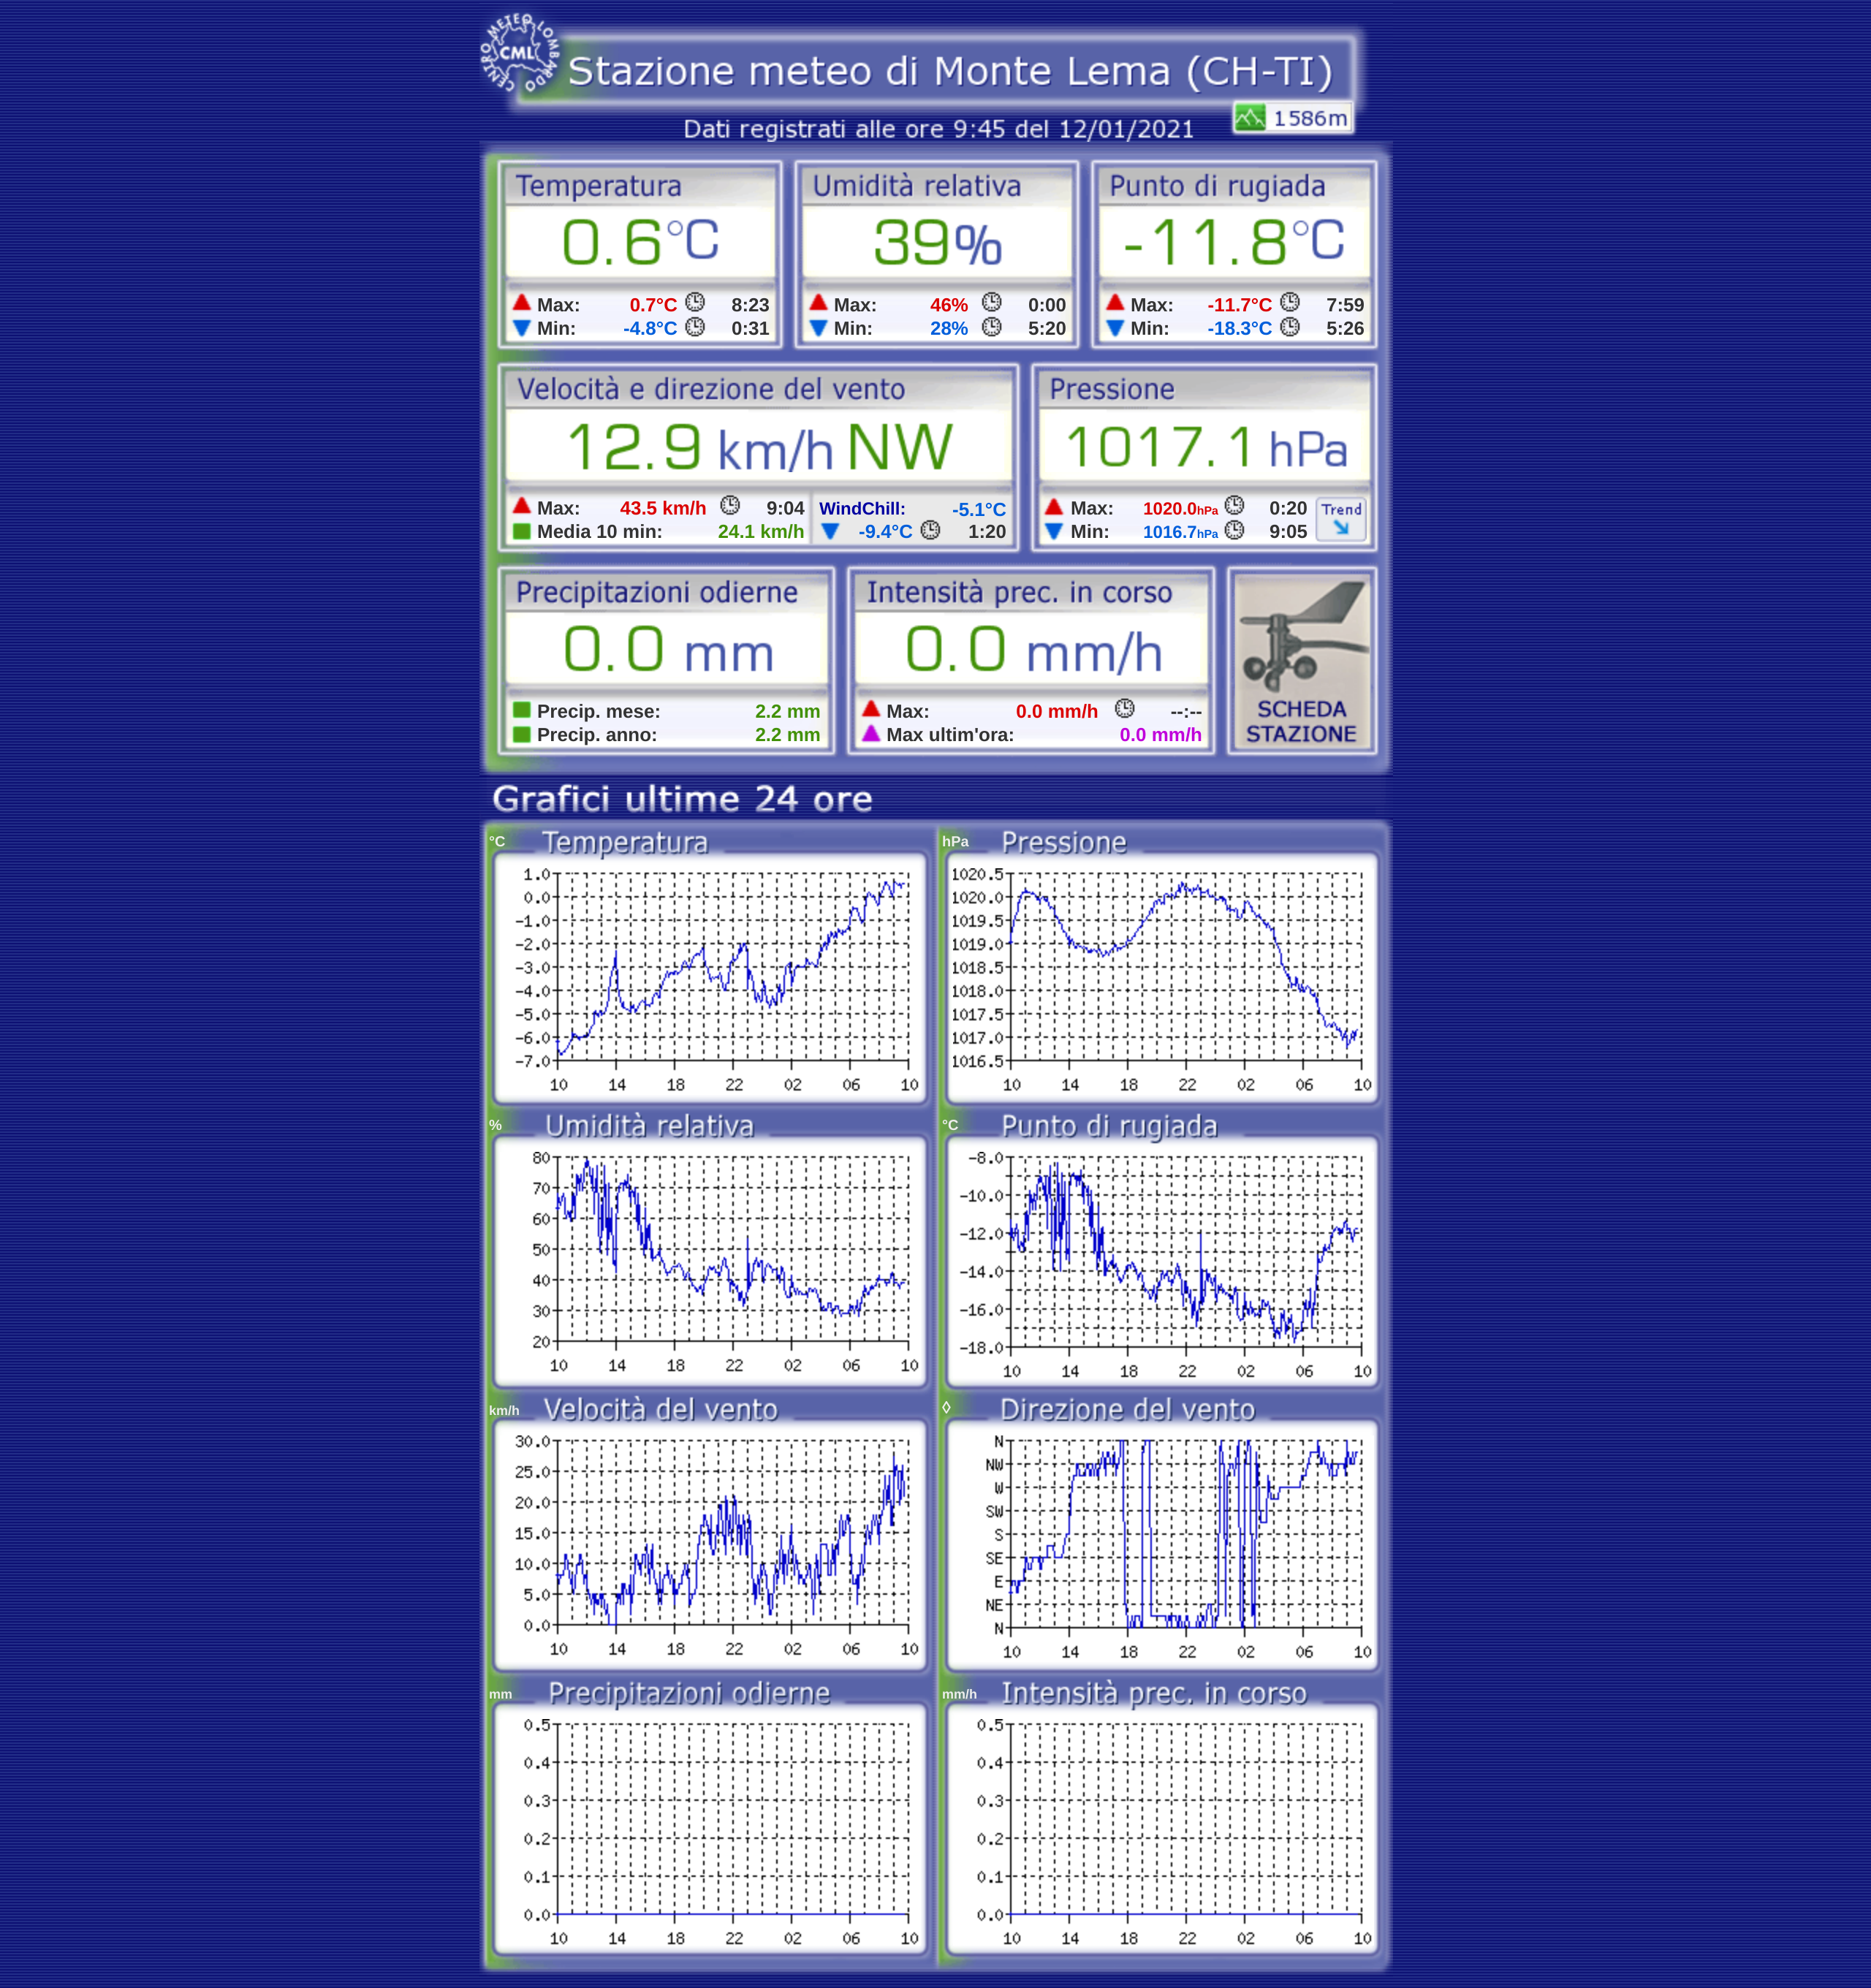 CENTRO METEO LOMBARDO
CML
Stazione meteo di Monte Lema (CH-TI)
1586m
Dati registrati alle ore 9:45 del 12/01/2021
Temperatura
0.6°C
Max: 0.7°C 8:23
Min: -4.8°C 0:31
Umidità relativa
39%
Max: 46% 0:00
Min: 28% 5:20
Punto di rugiada
-11.8°C
Max: -11.7°C 7:59
Min: -18.3°C 5:26
Velocità e direzione del vento
12.9 km/h NW
Max: 43.5 km/h 9:04
Media 10 min: 24.1 km/h
WindChill: -5.1°C
-9.4°C 1:20
Pressione
1017.1 hPa
Max: 1020.0hPa 0:20
Min: 1016.7hPa 9:05
Trend
Precipitazioni odierne
0.0 mm
Precip. mese: 2.2 mm
Precip. anno: 2.2 mm
Intensità prec. in corso
0.0 mm/h
Max: 0.0 mm/h --:--
Max ultim'ora: 0.0 mm/h
SCHEDA
STAZIONE
Grafici ultime 24 ore
°C Temperatura
1.0
0.0
-1.0
-2.0
-3.0
-4.0
-5.0
-6.0
-7.0
10 14 18 22 02 06 10
hPa Pressione
1020.5
1020.0
1019.5
1019.0
1018.5
1018.0
1017.5
1017.0
1016.5
10 14 18 22 02 06 10
% Umidità relativa
80
70
60
50
40
30
20
10 14 18 22 02 06 10
°C Punto di rugiada
-8.0
-10.0
-12.0
-14.0
-16.0
-18.0
10 14 18 22 02 06 10
km/h Velocità del vento
30.0
25.0
20.0
15.0
10.0
5.0
0.0
10 14 18 22 02 06 10
◊ Direzione del vento
N
NW
W
SW
S
SE
E
NE
N
10 14 18 22 02 06 10
mm Precipitazioni odierne
0.5
0.4
0.3
0.2
0.1
0.0
10 14 18 22 02 06 10
mm/h Intensità prec. in corso
0.5
0.4
0.3
0.2
0.1
0.0
10 14 18 22 02 06 10